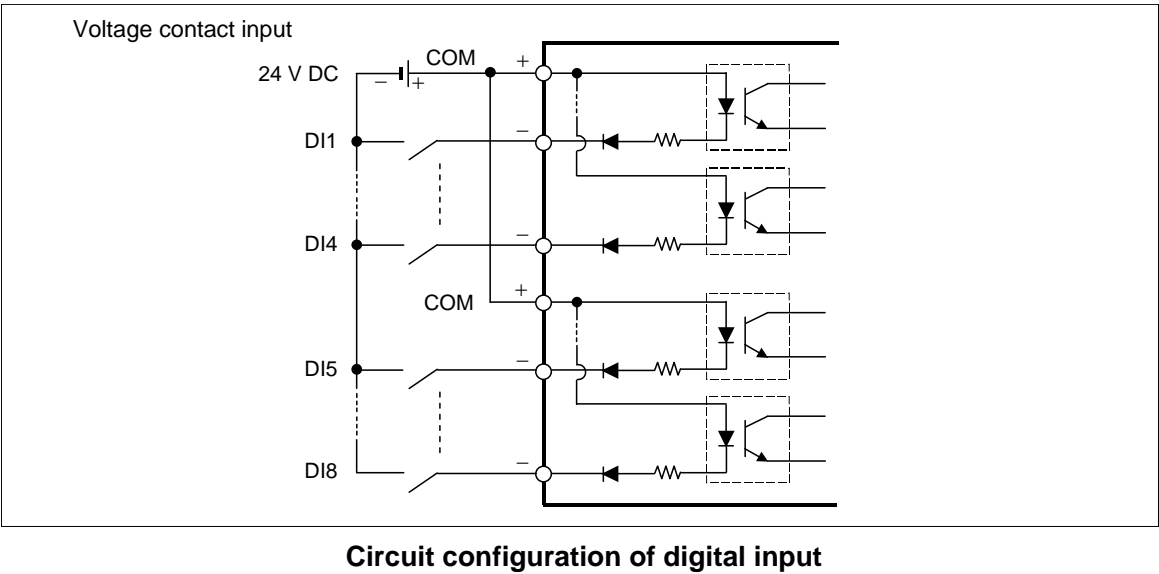 Voltage contact input
COM +
24 V DC
− +
DI1 −
DI4 −
COM +
DI5 −
DI8 −
Circuit configuration of digital input